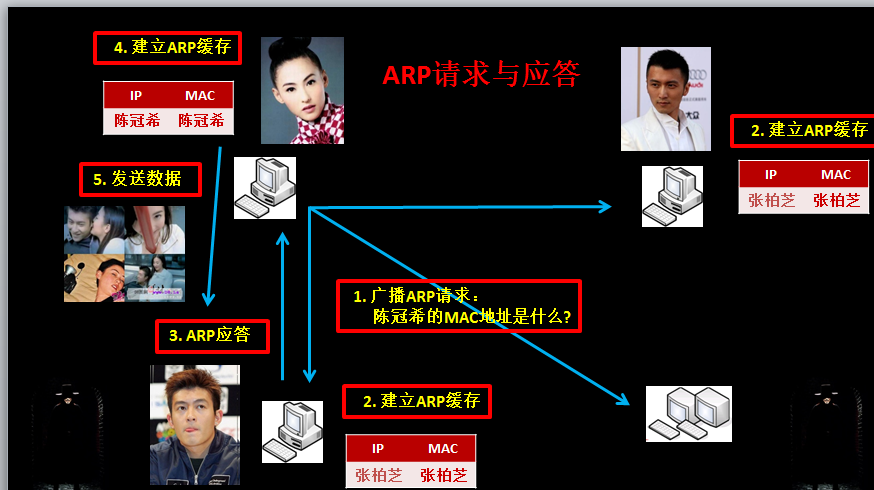 4. 建立ARP缓存
ARP请求与应答
IP MAC
陈冠希 陈冠希
2. 建立ARP缓存
IP MAC
张柏芝 张柏芝
5. 发送数据
1. 广播ARP请求：
陈冠希的MAC地址是什么?
3. ARP应答
2. 建立ARP缓存
IP MAC
张柏芝 张柏芝